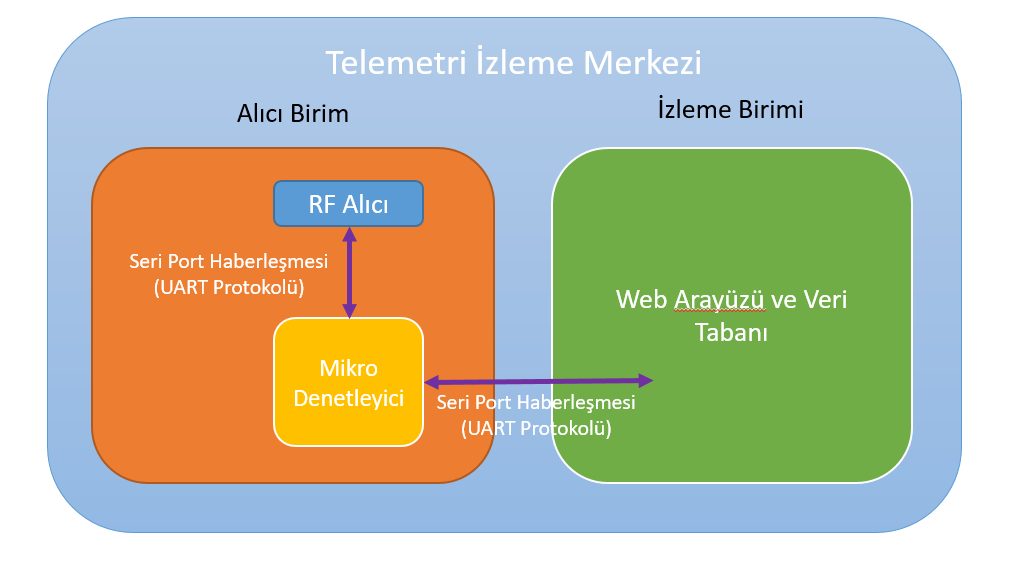 Telemetri İzleme Merkezi
Alıcı Birim
İzleme Birimi
RF Alıcı
Seri Port Haberleşmesi
(UART Protokolü)
Mikro
Denetleyici
Seri Port Haberleşmesi
(UART Protokolü)
Web Arayüzü ve Veri
Tabanı